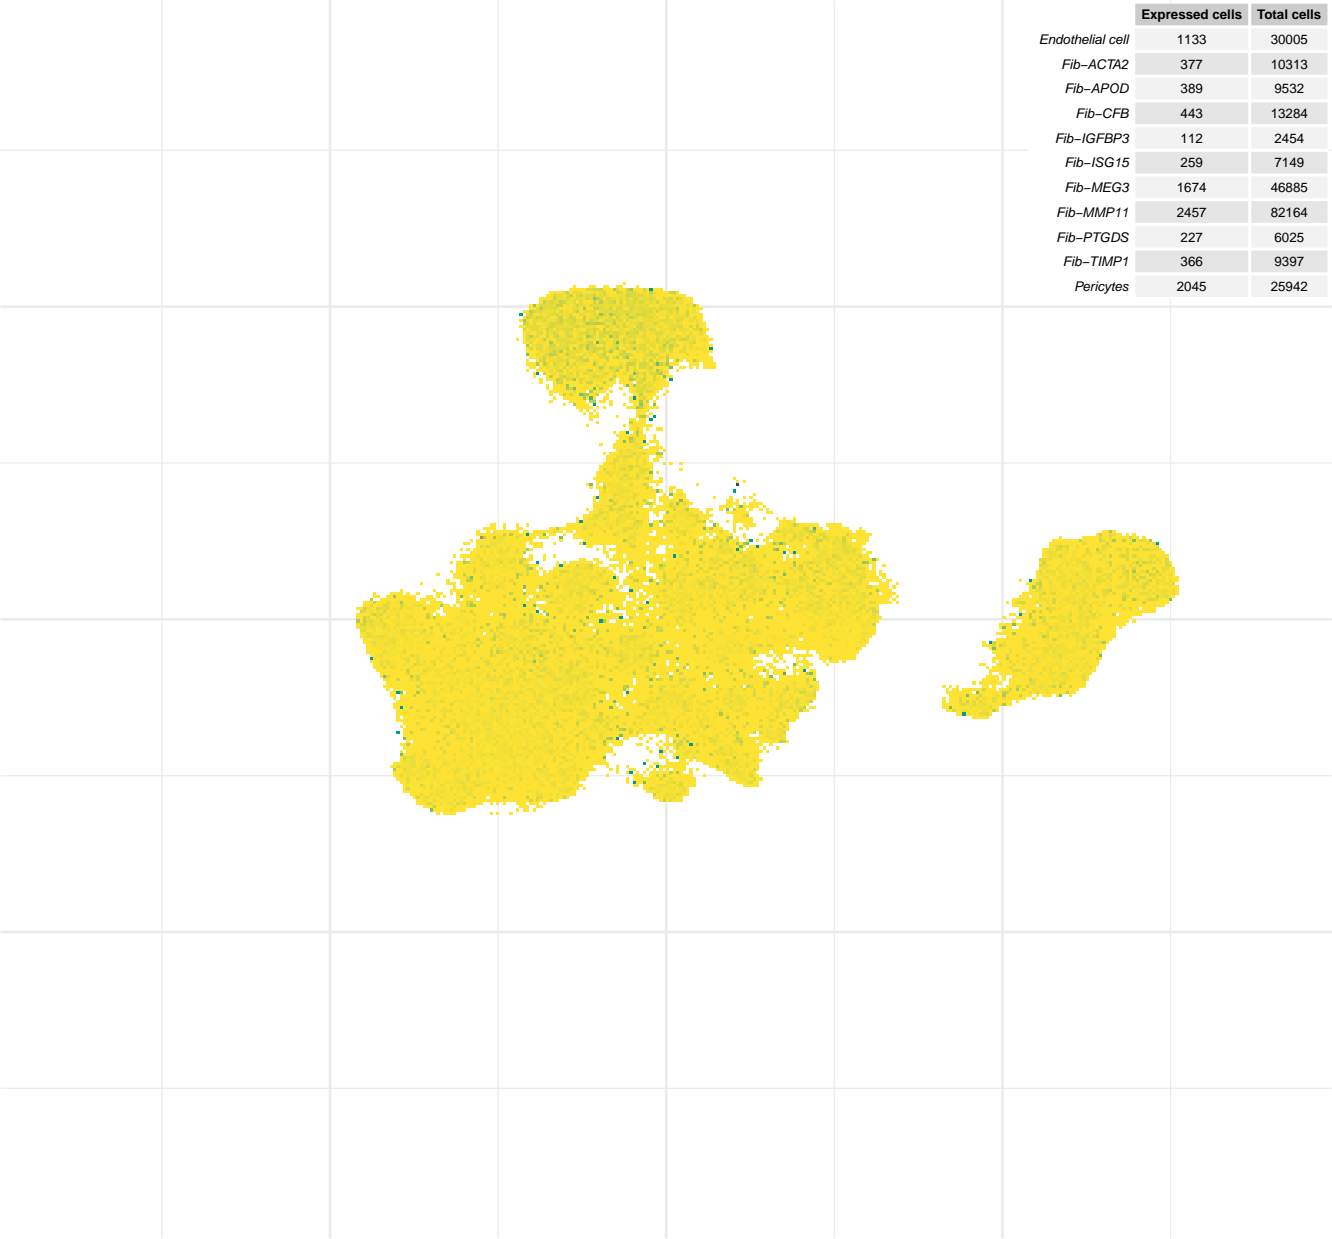 Expressed cells Total cells
Endothelial cell 1133 30005
Fib−ACTA2 377 10313
Fib−APOD 389 9532
Fib−CFB 443 13284
Fib−IGFBP3 112 2454
Fib−ISG15 259 7149
Fib−MEG3 1674 46885
Fib−MMP11 2457 82164
Fib−PTGDS 227 6025
Fib−TIMP1 366 9397
Pericytes 2045 25942